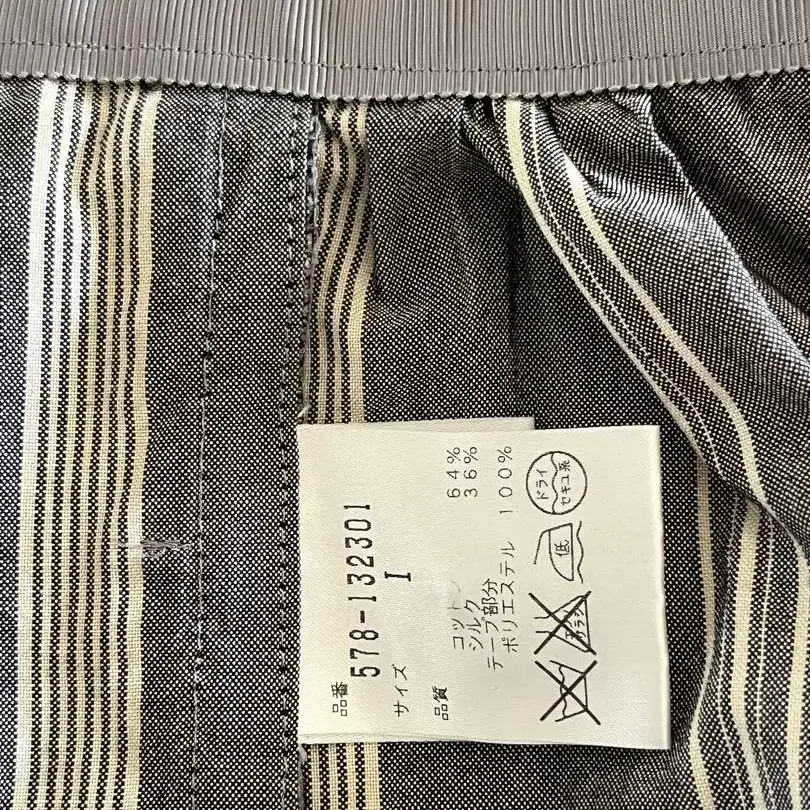 品番
578-132301
サイズ I
品質
コットン 64%
シルク 36%
テープ部分
ポリエステル 100%
ドライ
セキユ系
低